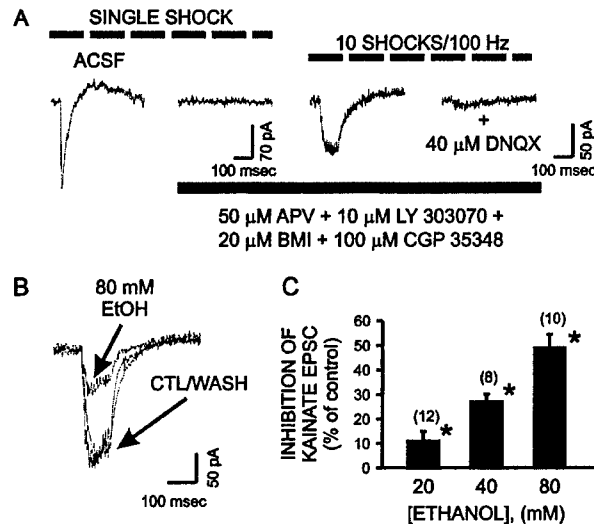 A
SINGLE SHOCK
10 SHOCKS/100 Hz
ACSF
+
40 µM DNQX
70 pA
100 msec
50 pA
100 msec
50 µM APV + 10 µM LY 303070 +
20 µM BMI + 100 µM CGP 35348
B
80 mM
EtOH
CTL/WASH
50 pA
100 msec
C
INHIBITION OF
KAINATE EPSC
(% of control)
60
50
40
30
20
10
0
(12)
*
(8)
*
(10)
*
20
40
80
[ETHANOL], (mM)